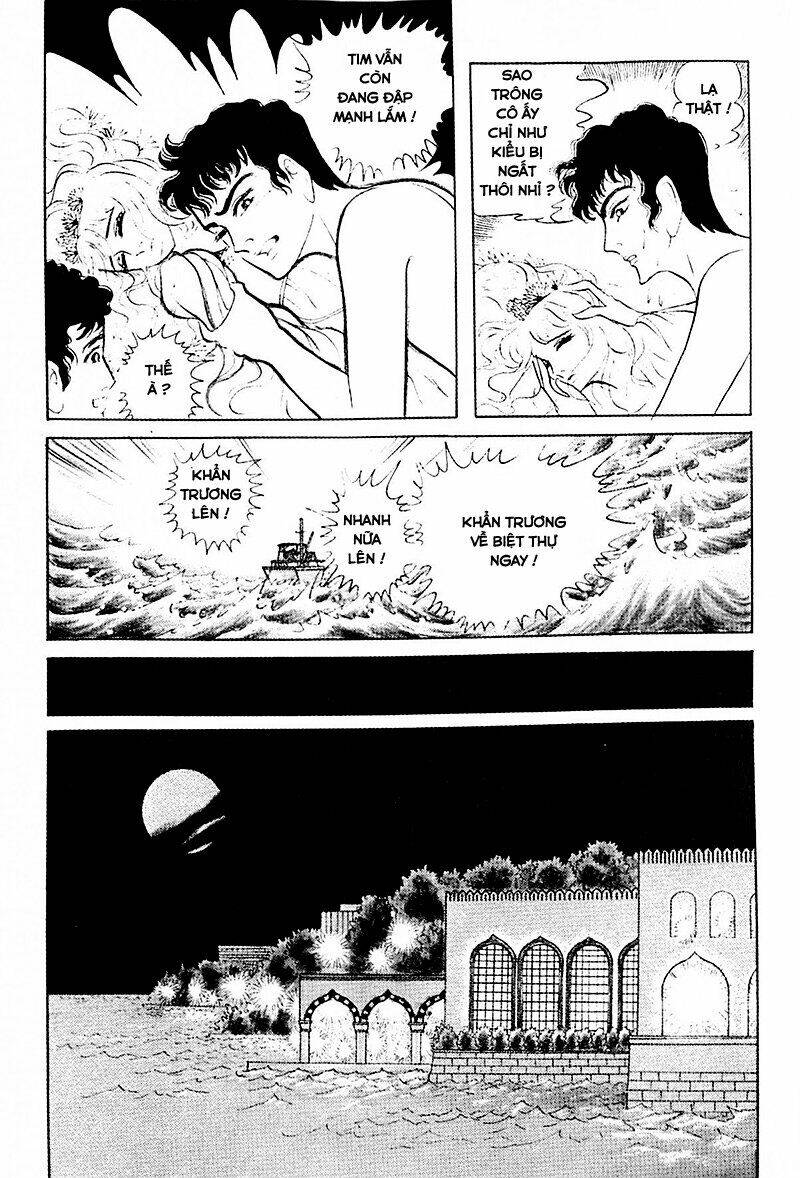 LẠ
THẬT !
SAO
TRÔNG
CÔ ẤY
CHỈ NHƯ
KIỂU BỊ
NGẤT
THÔI NHỈ ?
TIM VẪN
CÒN
ĐANG ĐẬP
MẠNH LẮM !
THẾ
À ?
KHẨN TRƯƠNG
VỀ BIỆT THỰ
NGAY !
NHANH
NỮA
LÊN !
KHẨN
TRƯƠNG
LÊN !